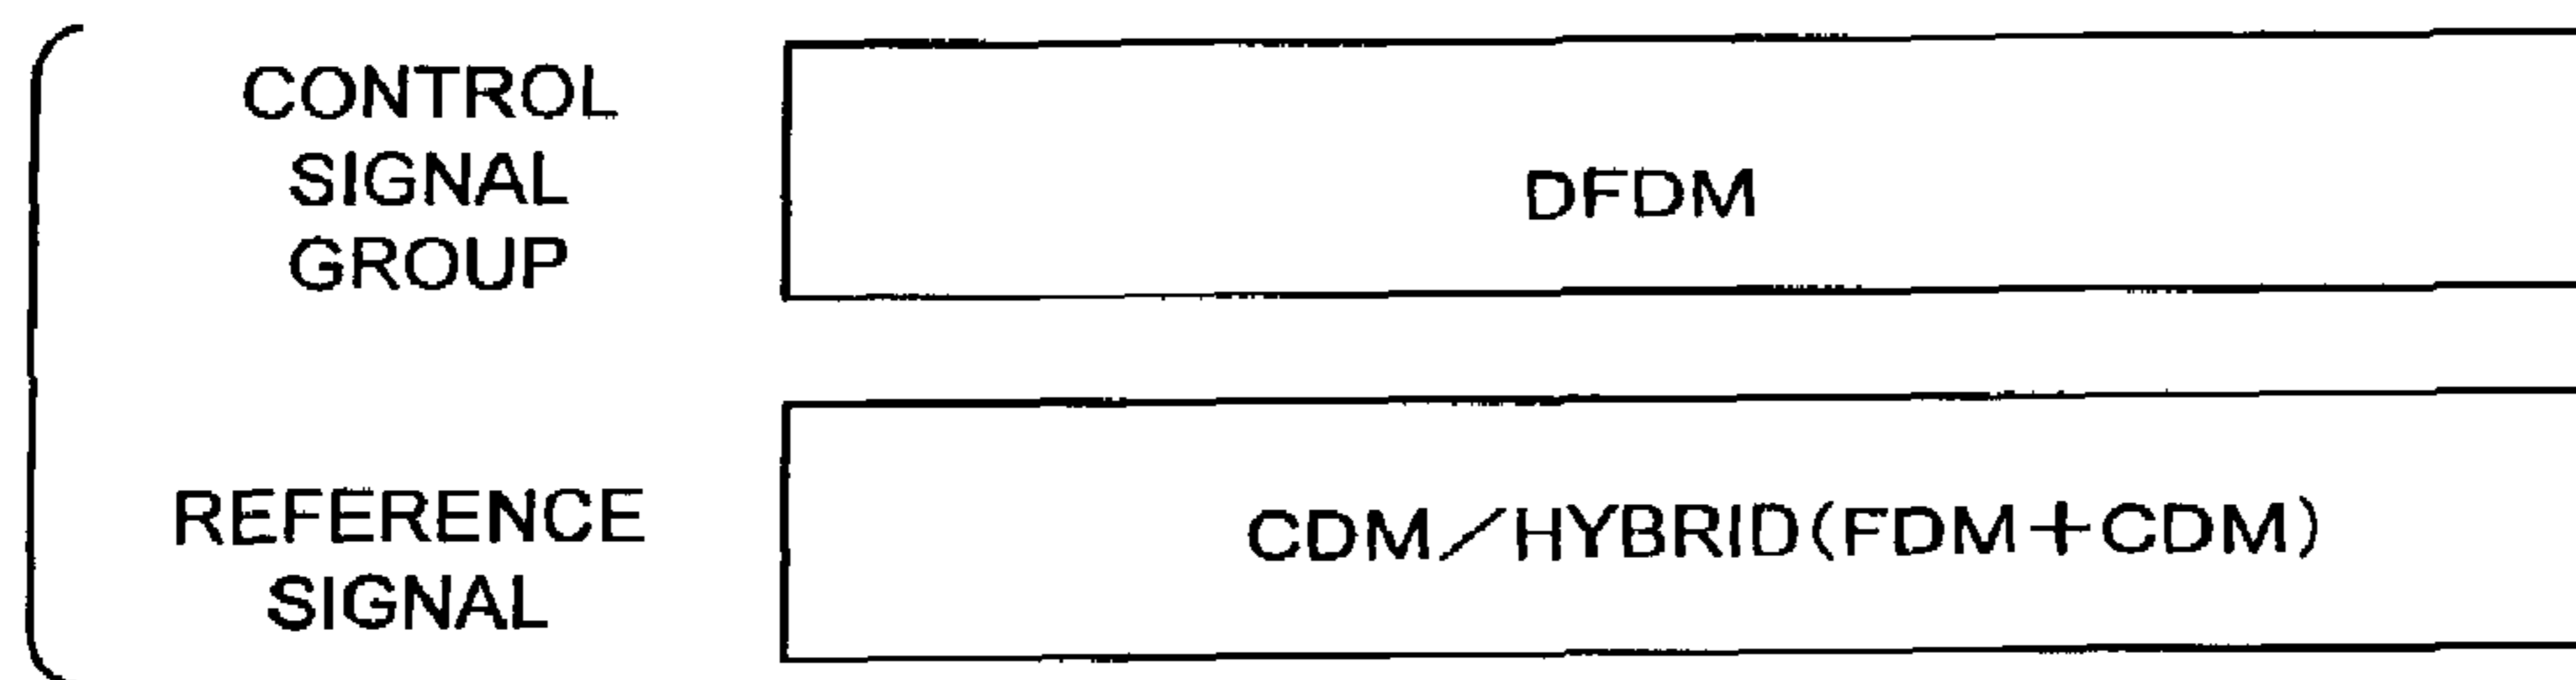 CONTROL
SIGNAL
GROUP
DFDM
REFERENCE
SIGNAL
CDM/HYBRID(FDM+CDM)